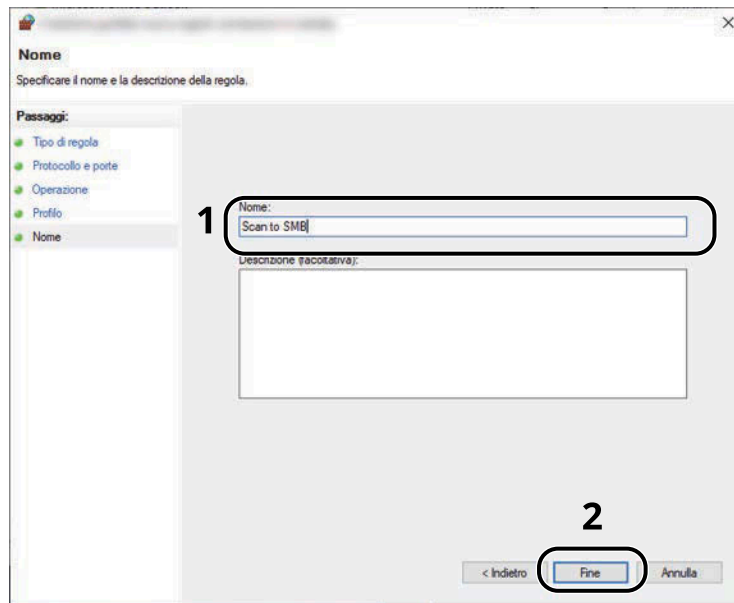 Nome
Specificare il nome e la descrizione della regola.
Passaggi:
Tipo di regola
Protocollo e porte
Operazione
Profilo
Nome
1
Nome:
Scan to SMB
Descrizione (facoltativa):
2
< Indietro
Fine
Annulla